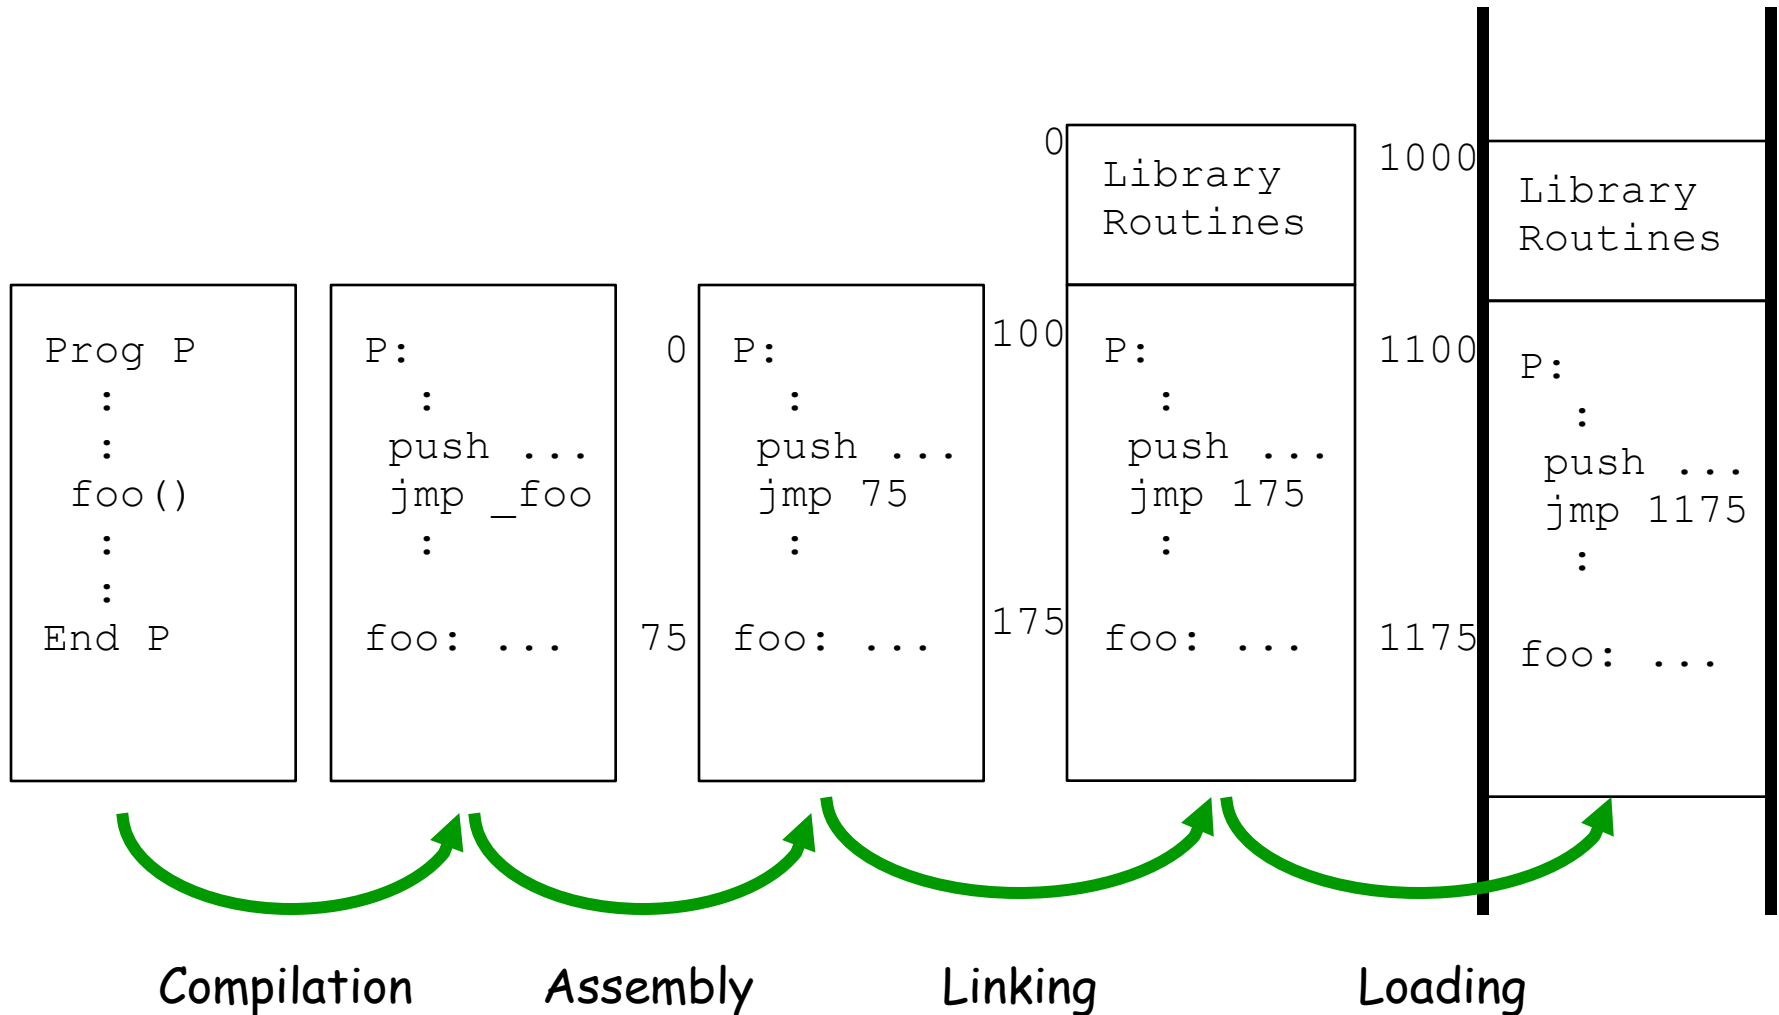 Prog P
:
:
foo()
:
:
End P
P:
:
push ...
jmp _foo
:
foo: ...
0
75
P:
:
push ...
jmp 75
:
foo: ...
0
100
175
Library
Routines
P:
:
push ...
jmp 175
:
foo: ...
1000
1100
1175
Library
Routines
P:
:
push ...
jmp 1175
:
foo: ...
Compilation
Assembly
Linking
Loading